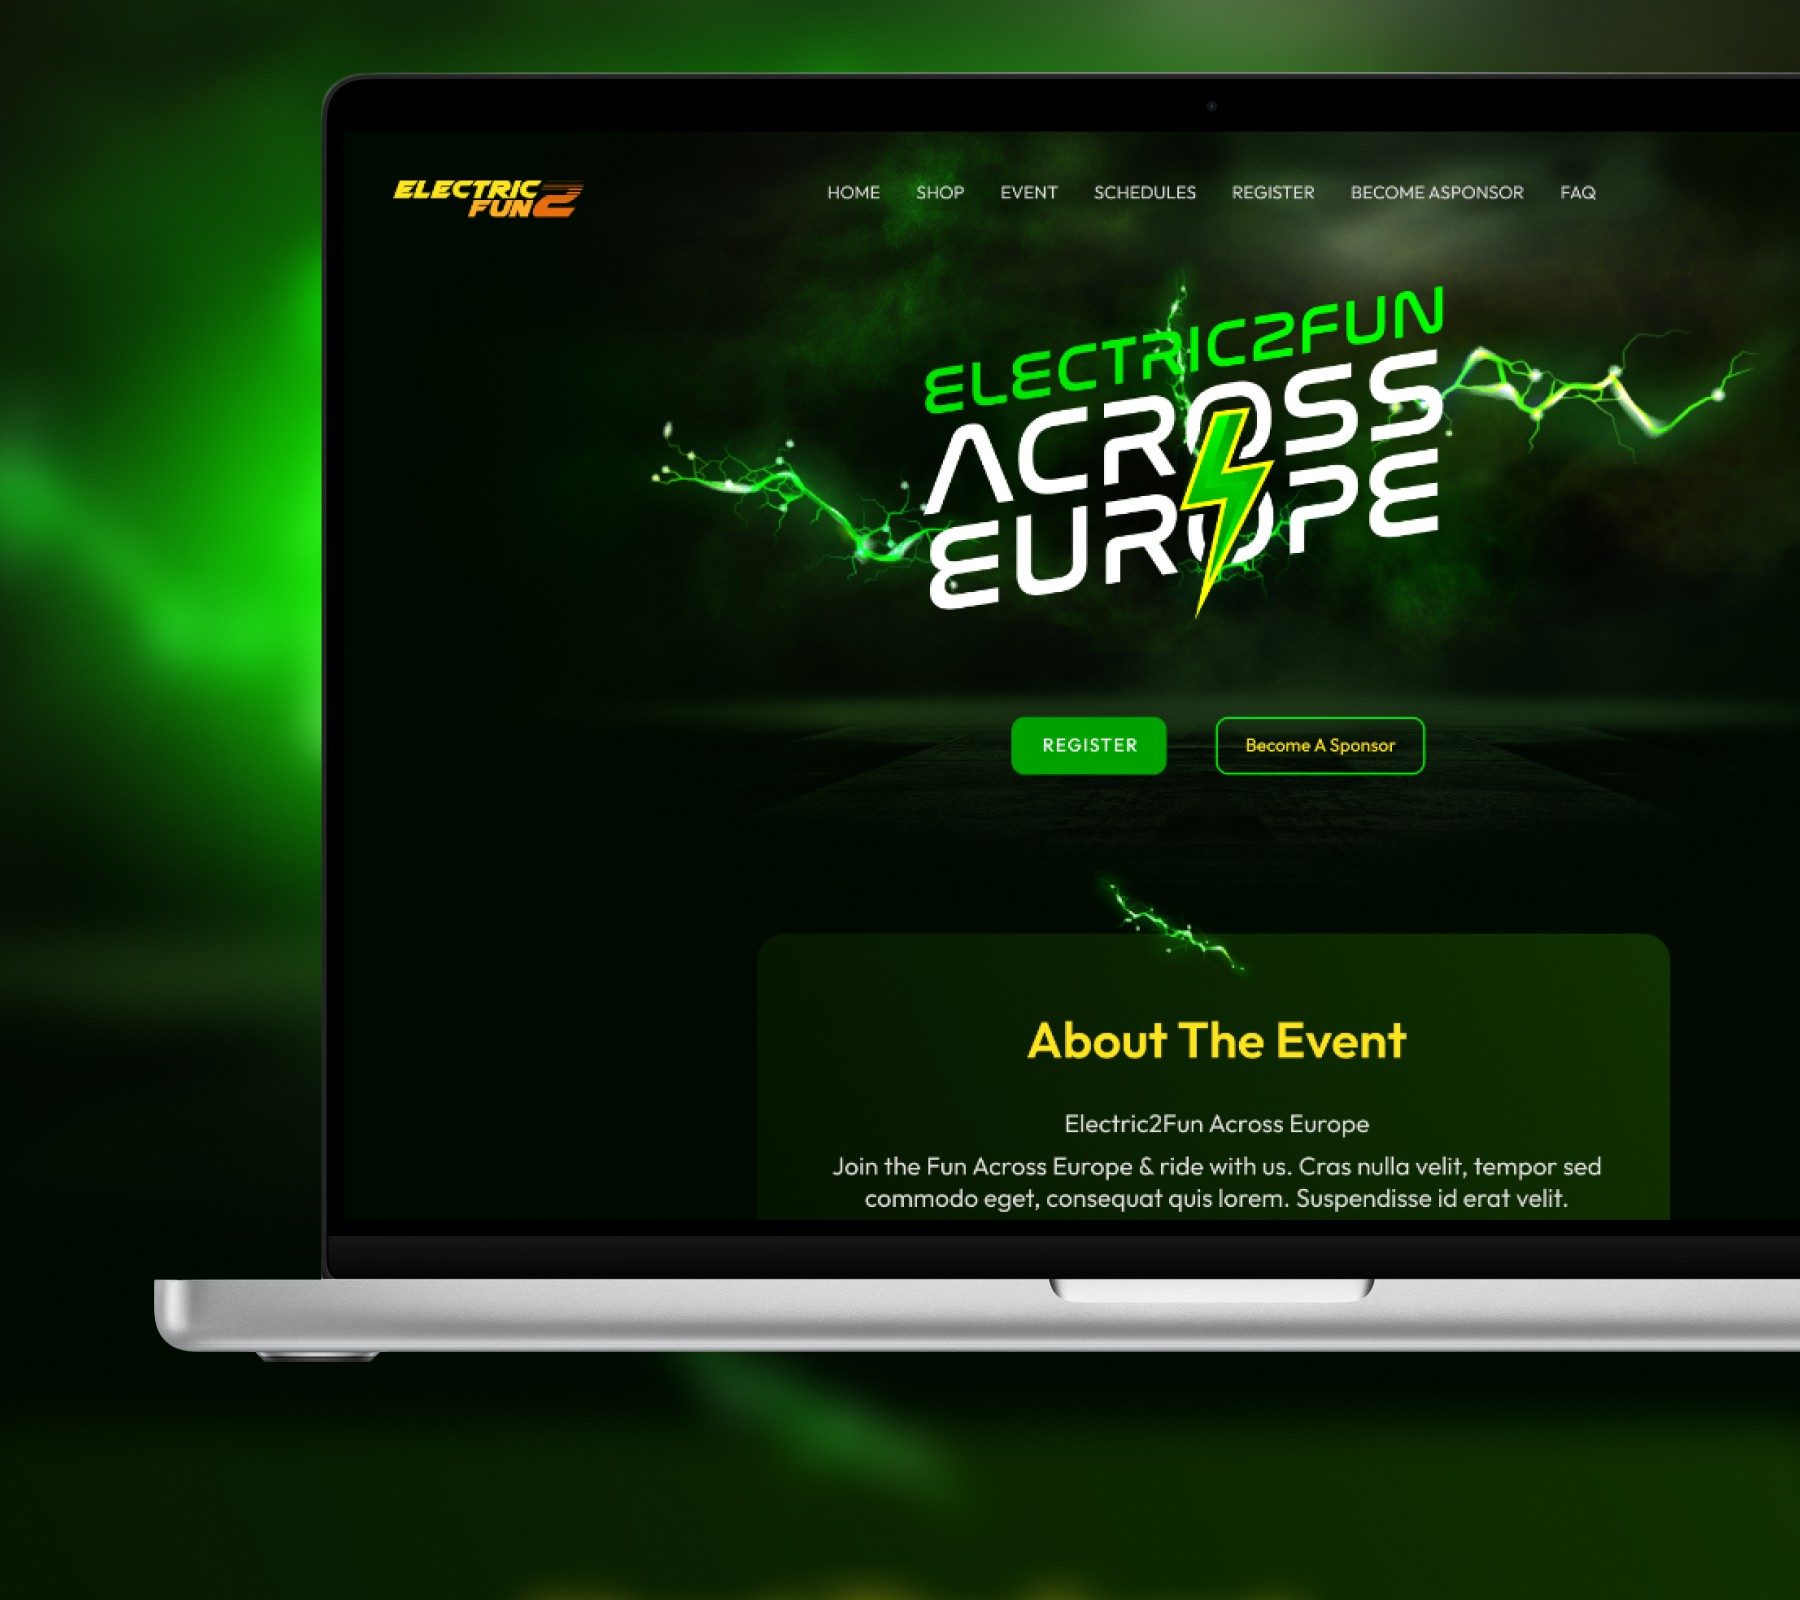 ELECTRIC
FUN2
HOME SHOP EVENT SCHEDULES REGISTER BECOME ASPONSOR FAQ
ELECTRIC2FUN
ACROSS
EUROPE
REGISTER Become A Sponsor
About The Event
Electric2Fun Across Europe
Join the Fun Across Europe & ride with us. Cras nulla velit, tempor sed
commodo eget, consequat quis lorem. Suspendisse id erat velit.